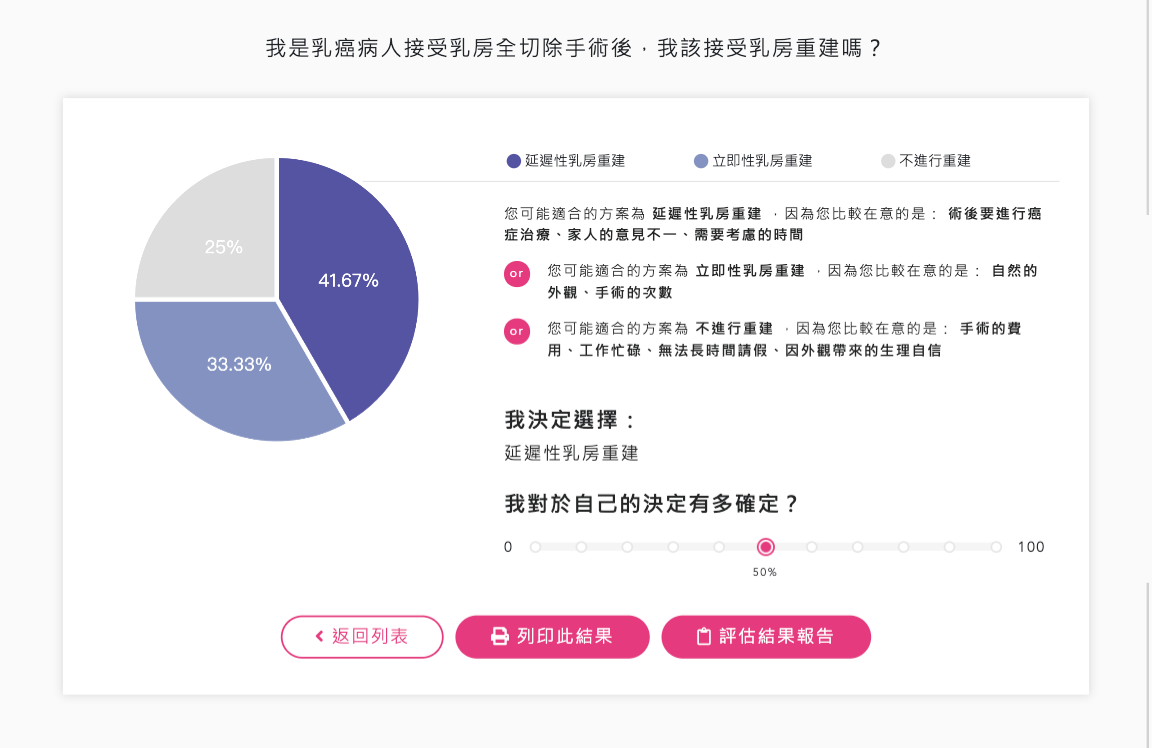 我是乳癌病人接受乳房全切除手術後，我該接受乳房重建嗎？
延遲性乳房重建 立即性乳房重建 不進行重建
25%
41.67%
33.33%
您可能適合的方案為 延遲性乳房重建 ，因為您比較在意的是： 術後要進行癌
症治療、家人的意見不一、需要考慮的時間
or 您可能適合的方案為 立即性乳房重建 ，因為您比較在意的是： 自然的
外觀、手術的次數
or 您可能適合的方案為 不進行重建 ，因為您比較在意的是： 手術的費
用、工作忙碌、無法長時間請假、因外觀帶來的生理自信
我決定選擇：
延遲性乳房重建
我對於自己的決定有多確定？
0 100
50%
返回列表 列印此結果 評估結果報告